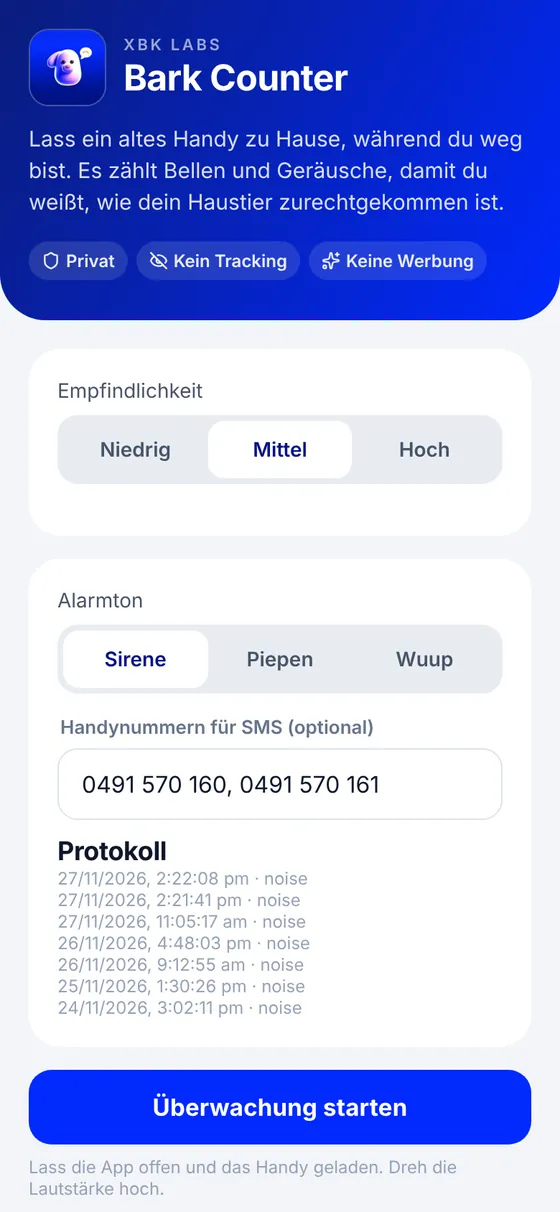 XBK LABS
Bark Counter
Lass ein altes Handy zu Hause, während du weg
bist. Es zählt Bellen und Geräusche, damit du
weißt, wie dein Haustier zurechtgekommen ist.
Privat
Kein Tracking
Keine Werbung
Empfindlichkeit
Niedrig
Mittel
Hoch
Alarmton
Sirene
Piepen
Wuup
Handynummern für SMS (optional)
0491 570 160, 0491 570 161
Protokoll
27/11/2026, 2:22:08 pm · noise
27/11/2026, 2:21:41 pm · noise
27/11/2026, 11:05:17 am · noise
26/11/2026, 4:48:03 pm · noise
26/11/2026, 9:12:55 am · noise
25/11/2026, 1:30:26 pm · noise
24/11/2026, 3:02:11 pm · noise
Überwachung starten
Lass die App offen und das Handy geladen. Dreh die
Lautstärke hoch.